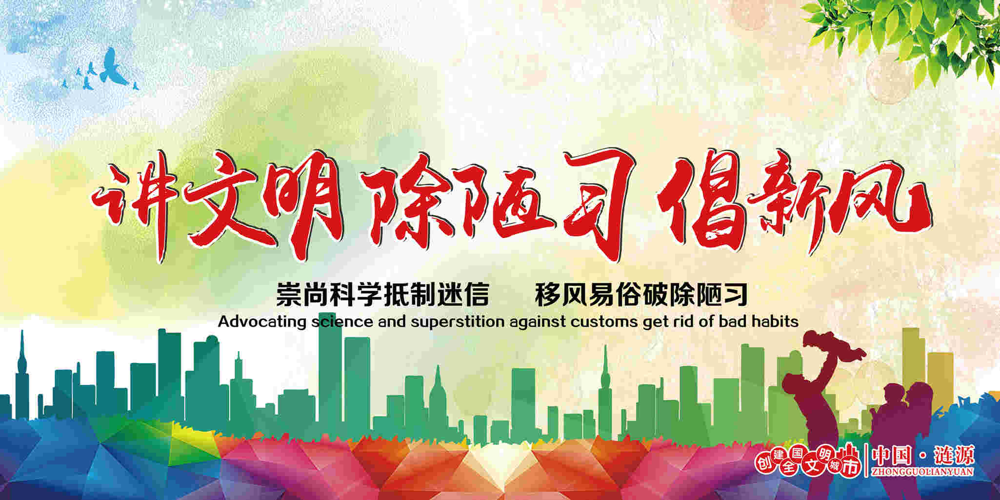 讲文明 除陋习 倡新风
崇尚科学抵制迷信 移风易俗破除陋习
Advocating science and superstition against customs get rid of bad habits
创建全国文明城市
中国·涟源
ZHONGGUOLIANYUAN